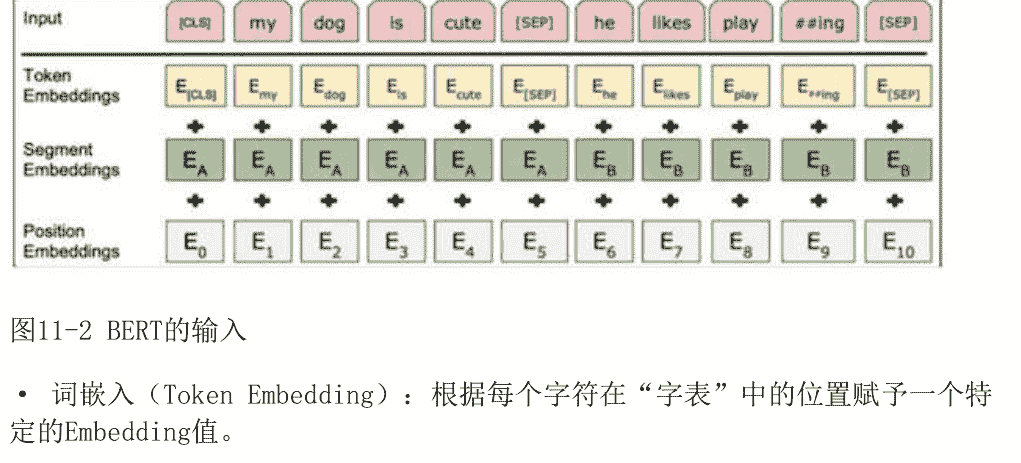 Input [CLS] my dog is cute [SEP] he likes play ##ing [SEP]
Token Embeddings E[CLS] Emy Edog Eis Ecute E[SEP] Ehe Elikes Eplay E##ing E[SEP]
+ + + + + + + + + + +
Segment Embeddings EA EA EA EA EA EA EB EB EB EB EB
+ + + + + + + + + + +
Position Embeddings E0 E1 E2 E3 E4 E5 E6 E7 E8 E9 E10
图11-2 BERT的输入
• 词嵌入（Token Embedding）：根据每个字符在“字表”中的位置赋予一个特
定的Embedding值。